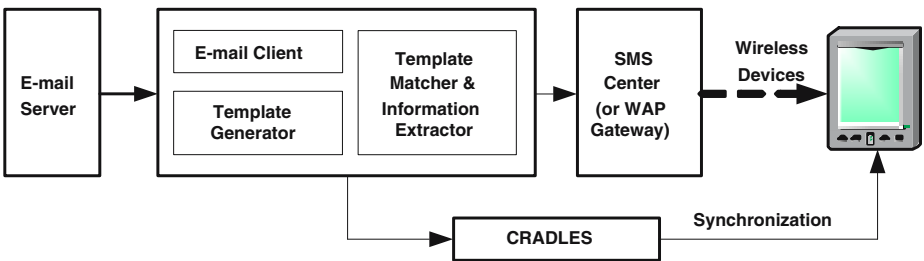 E-mail
Server
E-mail Client
Template
Generator
Template
Matcher &
Information
Extractor
SMS
Center
(or WAP
Gateway)
Wireless
Devices
CRADLES
Synchronization